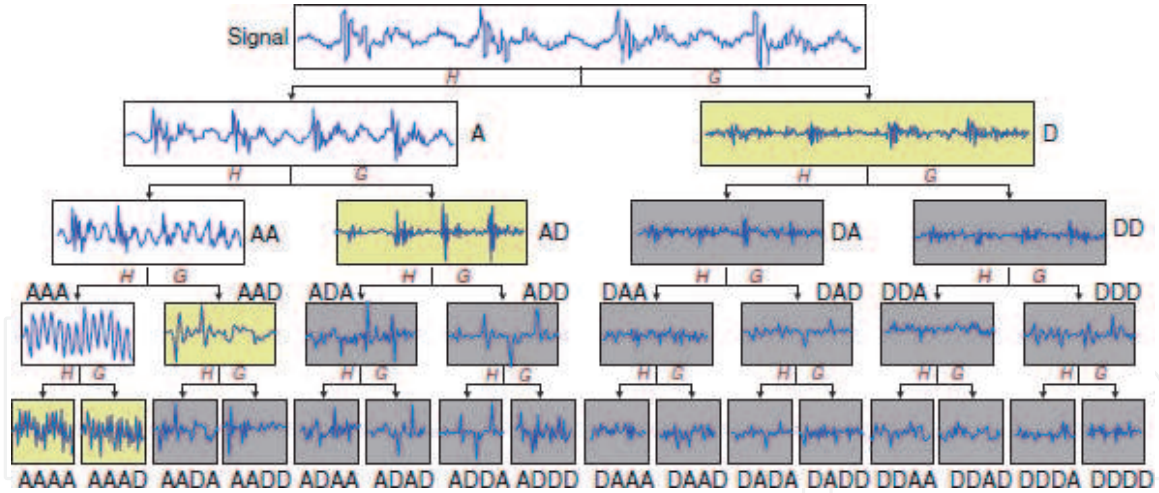 Signal
H G
A D
H G H G
AA AD DA DD
H G H G H G H G
AAA AAD ADA ADD DAA DAD DDA DDD
H G H G H G H G H G H G H G H G
AAAA AAAD AADA AADD ADAA ADAD ADDA ADDD DAAA DAAD DADA DADD DDAA DDAD DDDA DDDD